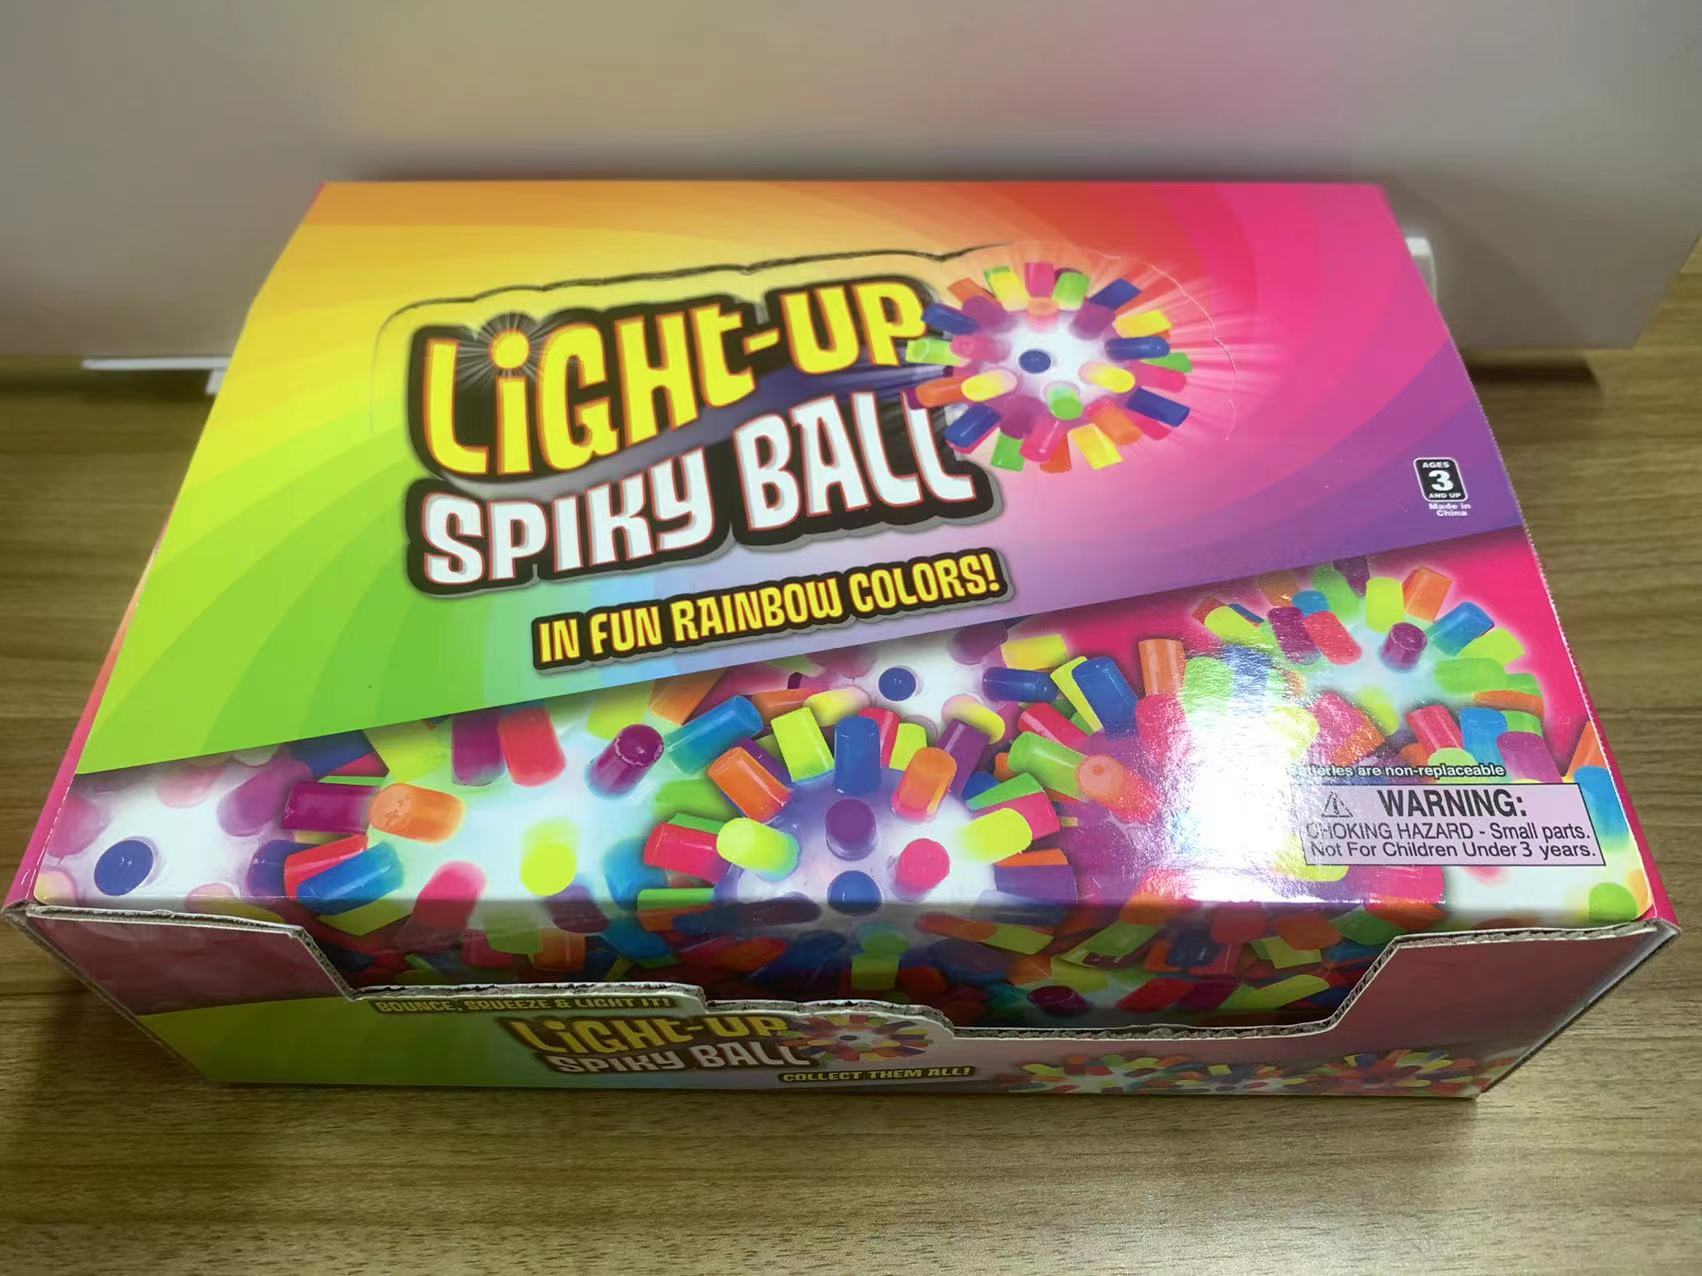 LiGHt-UP
SPIKY BALL
IN FUN RAINBOW COLORS!
AGES
3
AND UP
Made in
China
Batteries are non-replaceable
WARNING:
CHOKING HAZARD - Small parts.
Not For Children Under 3 years.
BOUNCE, SQUEEZE & LIGHT IT!
LiGHt-UP
SPIKY BALL
COLLECT THEM ALL!